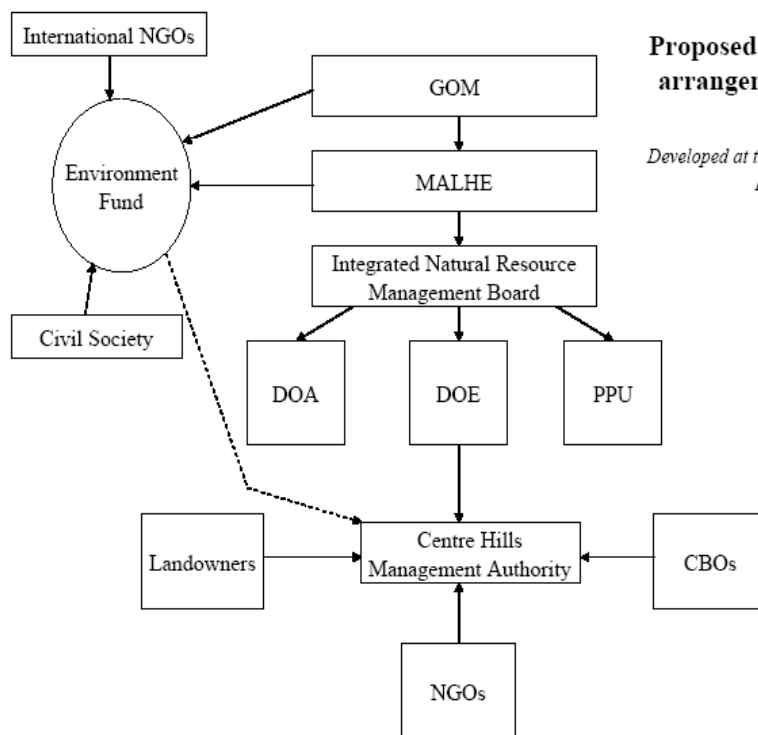 International NGOs
Proposed
arrangem
GOM
Developed at t
Environment
Fund
MALHE
Integrated Natural Resource
Management Board
Civil Society
DOA
DOE
PPU
Landowners
Centre Hills
Management Authority
CBOs
NGOs